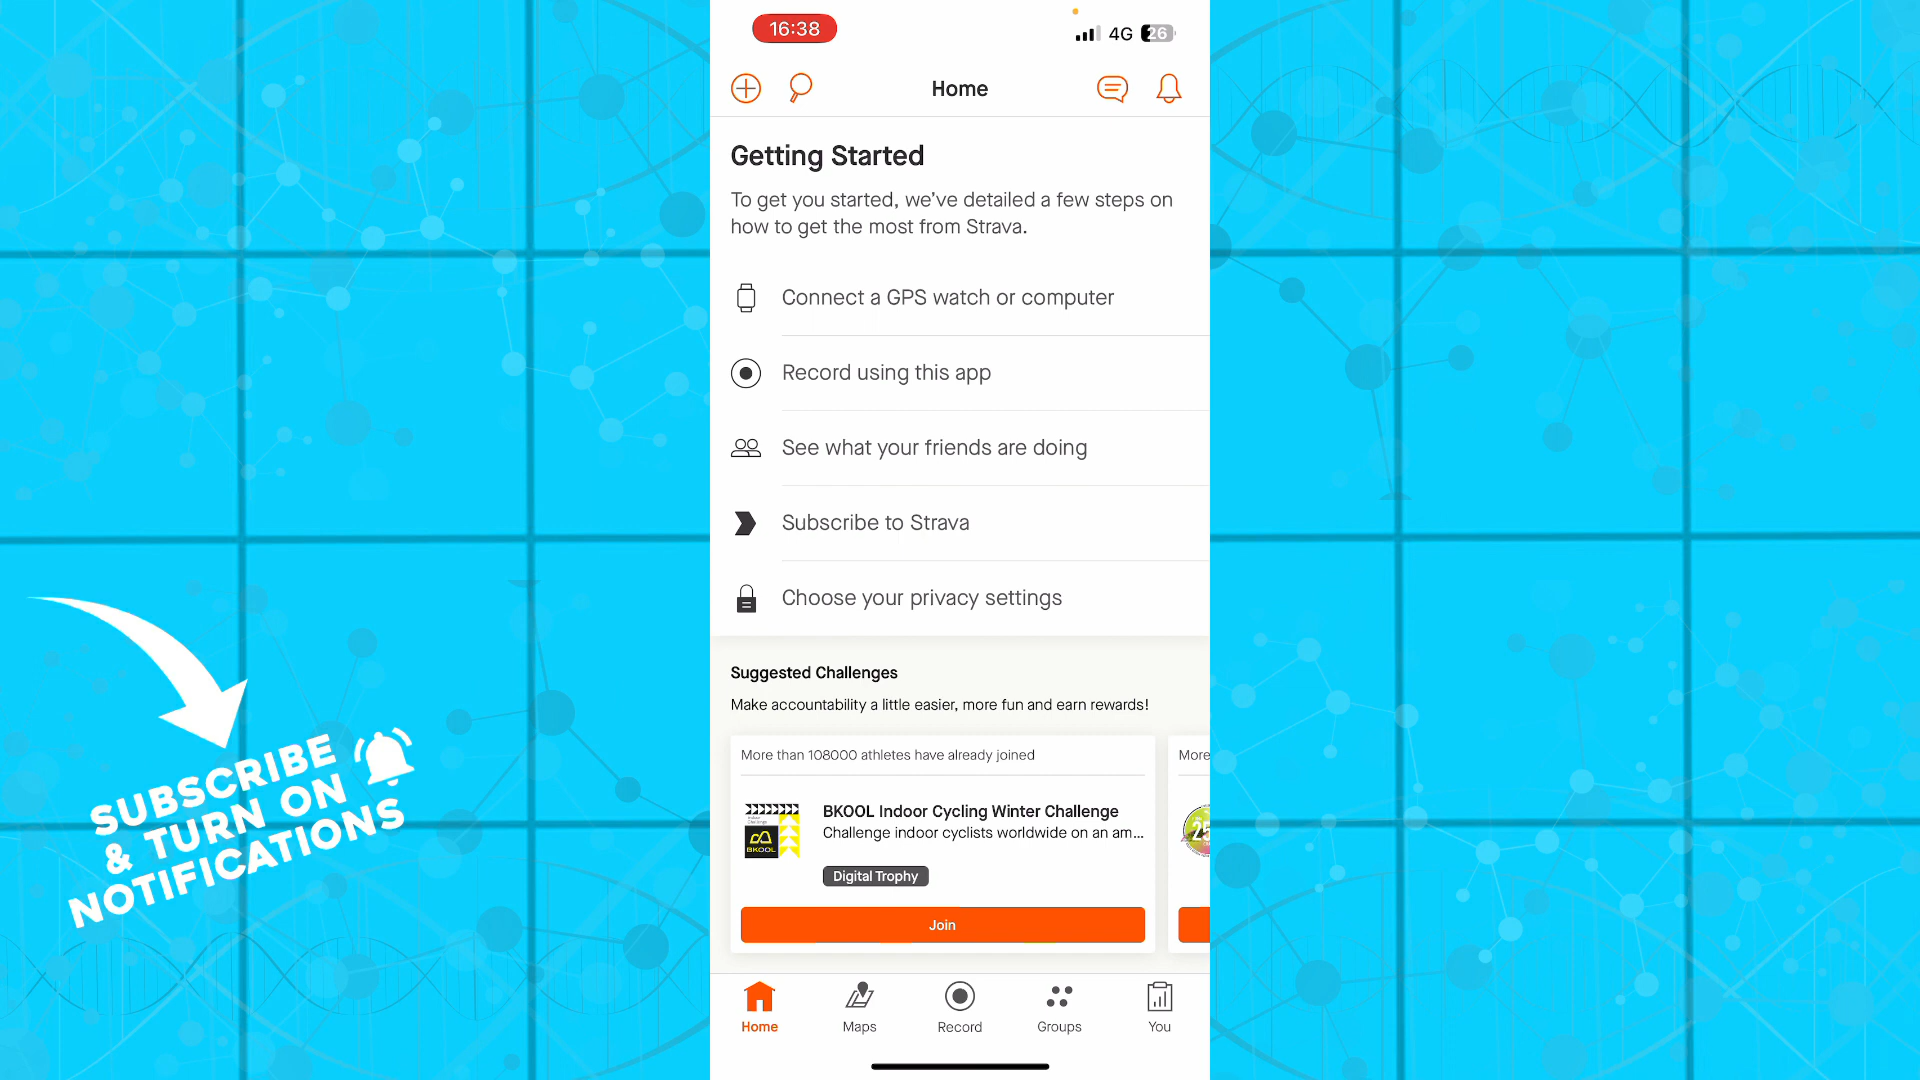 16:38
4G 26
Home
Getting Started
To get you started, we've detailed a few steps on
how to get the most from Strava.
Connect a GPS watch or computer
Record using this app
See what your friends are doing
Subscribe to Strava
Choose your privacy settings
Suggested Challenges
Make accountability a little easier, more fun and earn rewards!
More than 108000 athletes have already joined
More
BKOOL
BKOOL Indoor Cycling Winter Challenge
Challenge indoor cyclists worldwide on an am...
25
Digital Trophy
Join
Home
Maps
Record
Groups
You
SUBSCRIBE
& TURN ON
NOTIFICATIONS